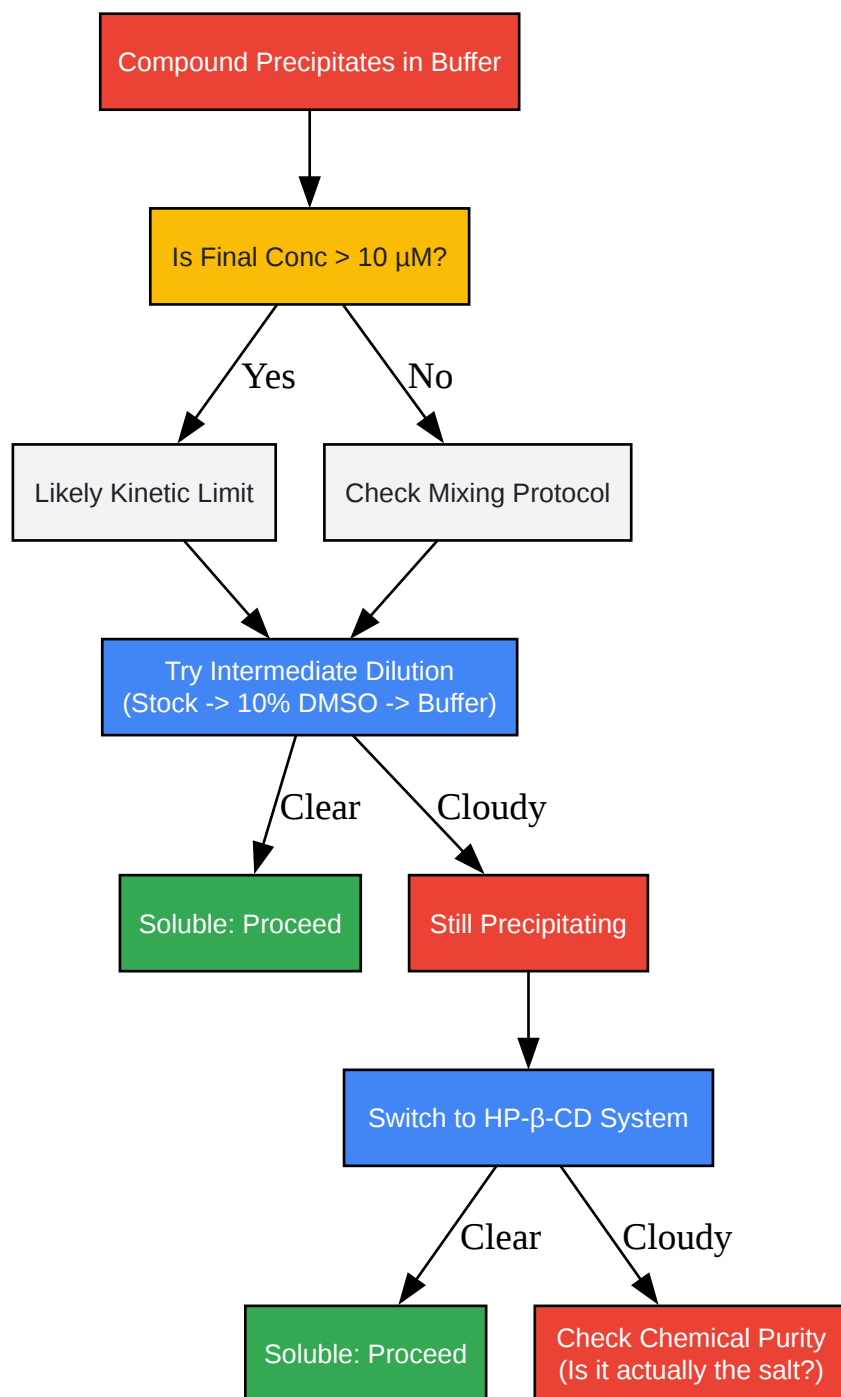 Compound Precipitates in Buffer
Is Final Conc > 10 µM?
Yes
No
Likely Kinetic Limit
Check Mixing Protocol
Try Intermediate Dilution
(Stock -> 10% DMSO -> Buffer)
Clear
Cloudy
Soluble: Proceed
Still Precipitating
Switch to HP-β-CD System
Clear
Cloudy
Soluble: Proceed
Check Chemical Purity
(Is it actually the salt?)